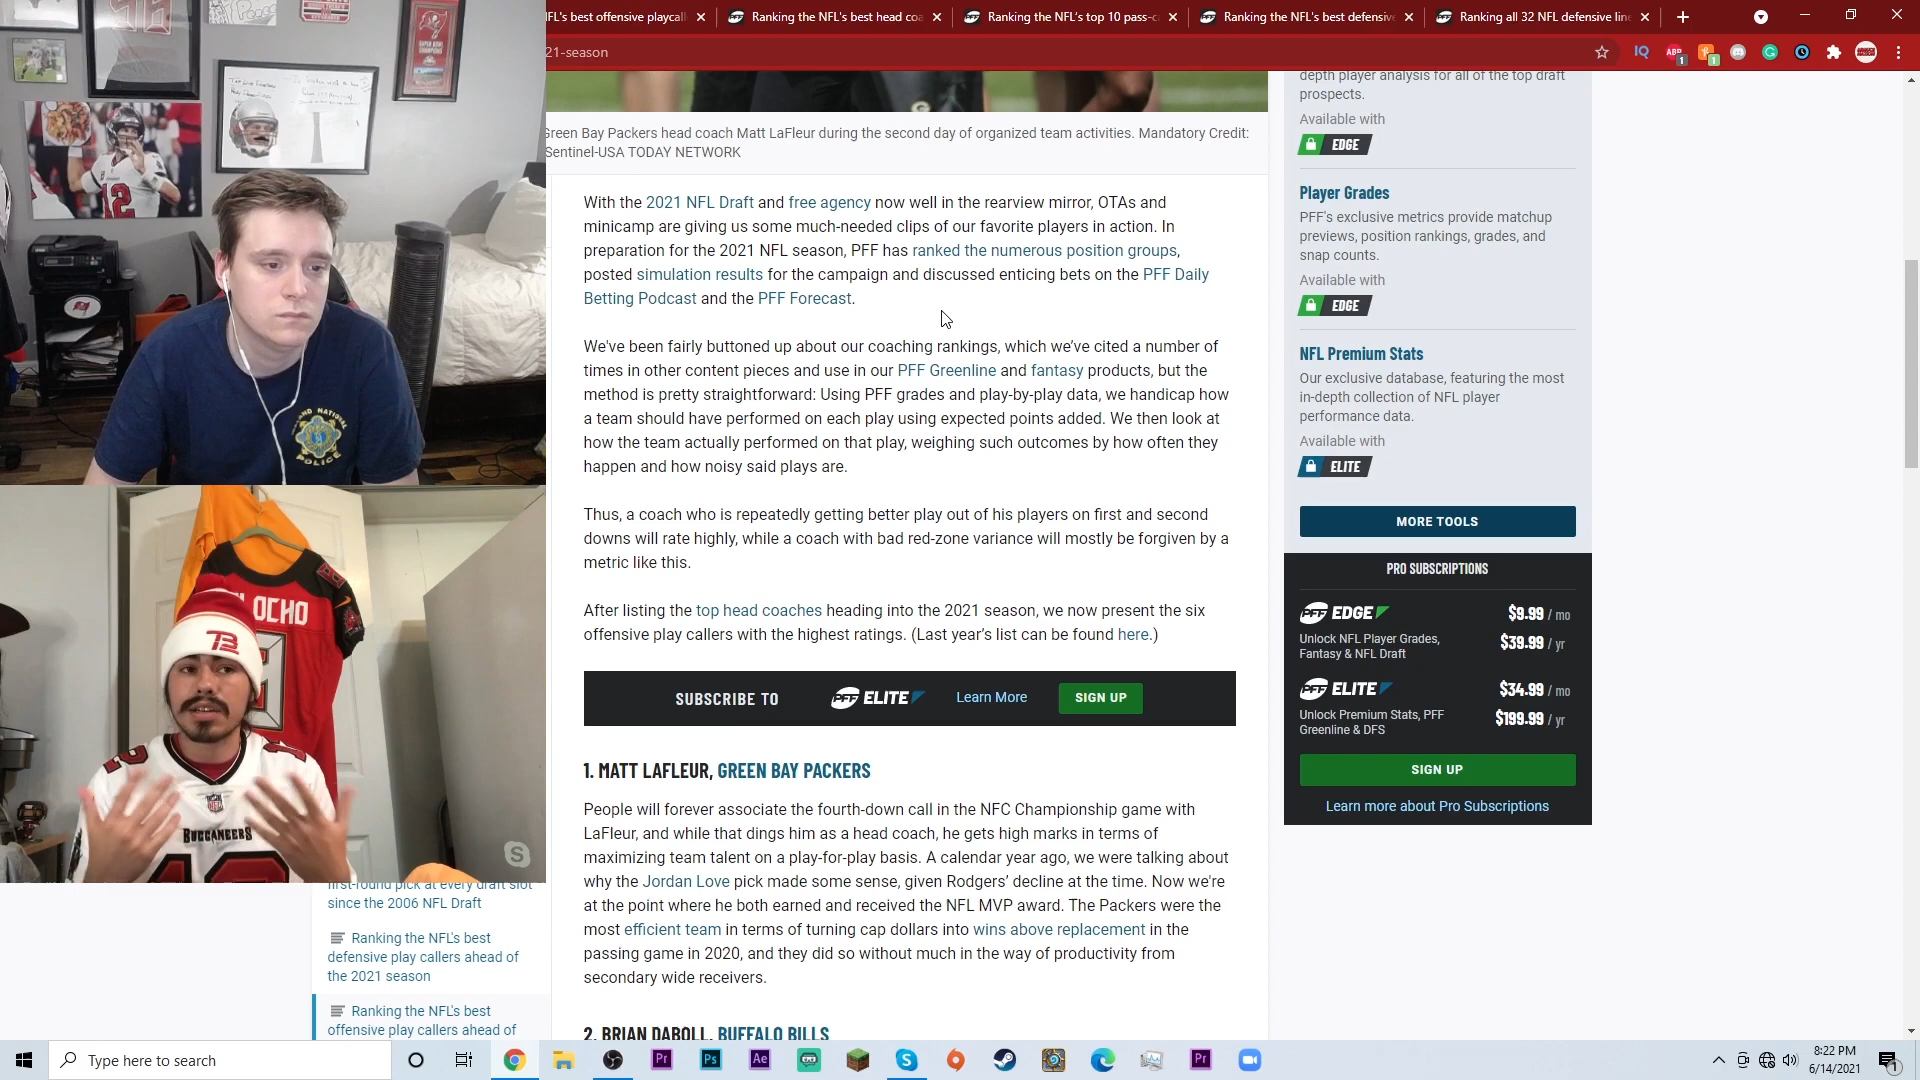 NFL's best offensive playcall
Ranking the NFL's best head coa
Ranking the NFL's top 10 pass-c
Ranking the NFL's best defensive
Ranking all 32 NFL defensive line
21-season
Green Bay Packers head coach Matt LaFleur during the second day of organized team activities. Mandatory Credit:
Sentinel-USA TODAY NETWORK
With the 2021 NFL Draft and free agency now well in the rearview mirror, OTAs and
minicamp are giving us some much-needed clips of our favorite players in action. In
preparation for the 2021 NFL season, PFF has ranked the numerous position groups,
posted simulation results for the campaign and discussed enticing bets on the PFF Daily
Betting Podcast and the PFF Forecast.
We've been fairly buttoned up about our coaching rankings, which we've cited a number of
times in other content pieces and use in our PFF Greenline and fantasy products, but the
method is pretty straightforward: Using PFF grades and play-by-play data, we handicap how
a team should have performed on each play using expected points added. We then look at
how the team actually performed on that play, weighing such outcomes by how often they
happen and how noisy said plays are.
Thus, a coach who is repeatedly getting better play out of his players on first and second
downs will rate highly, while a coach with bad red-zone variance will mostly be forgiven by a
metric like this.
After listing the top head coaches heading into the 2021 season, we now present the six
offensive play callers with the highest ratings. (Last year's list can be found here.)
SUBSCRIBE TO PFF ELITE Learn More SIGN UP
1. MATT LAFLEUR, GREEN BAY PACKERS
People will forever associate the fourth-down call in the NFC Championship game with
LaFleur, and while that dings him as a head coach, he gets high marks in terms of
maximizing team talent on a play-for-play basis. A calendar year ago, we were talking about
why the Jordan Love pick made some sense, given Rodgers' decline at the time. Now we're
at the point where he both earned and received the NFL MVP award. The Packers were the
most efficient team in terms of turning cap dollars into wins above replacement in the
passing game in 2020, and they did so without much in the way of productivity from
secondary wide receivers.
2. BRIAN DABOLL, BUFFALO BILLS
depth player analysis for all of the top draft
prospects.
Available with
EDGE
Player Grades
PFF's exclusive metrics provide matchup
previews, position rankings, grades, and
snap counts.
Available with
EDGE
NFL Premium Stats
Our exclusive database, featuring the most
in-depth collection of NFL player
performance data.
Available with
ELITE
MORE TOOLS
PRO SUBSCRIPTIONS
PFF EDGE $9.99 / mo
Unlock NFL Player Grades, $39.99 / yr
Fantasy & NFL Draft
PFF ELITE $34.99 / mo
Unlock Premium Stats, PFF $199.99 / yr
Greenline & DFS
SIGN UP
Learn more about Pro Subscriptions
first-round pick at every draft slot
since the 2006 NFL Draft
Ranking the NFL's best
defensive play callers ahead of
the 2021 season
Ranking the NFL's best
offensive play callers ahead of
12
POLICE
OCHO
TB
BUCCANEERS
12
S
Type here to search
8:22 PM
6/14/2021